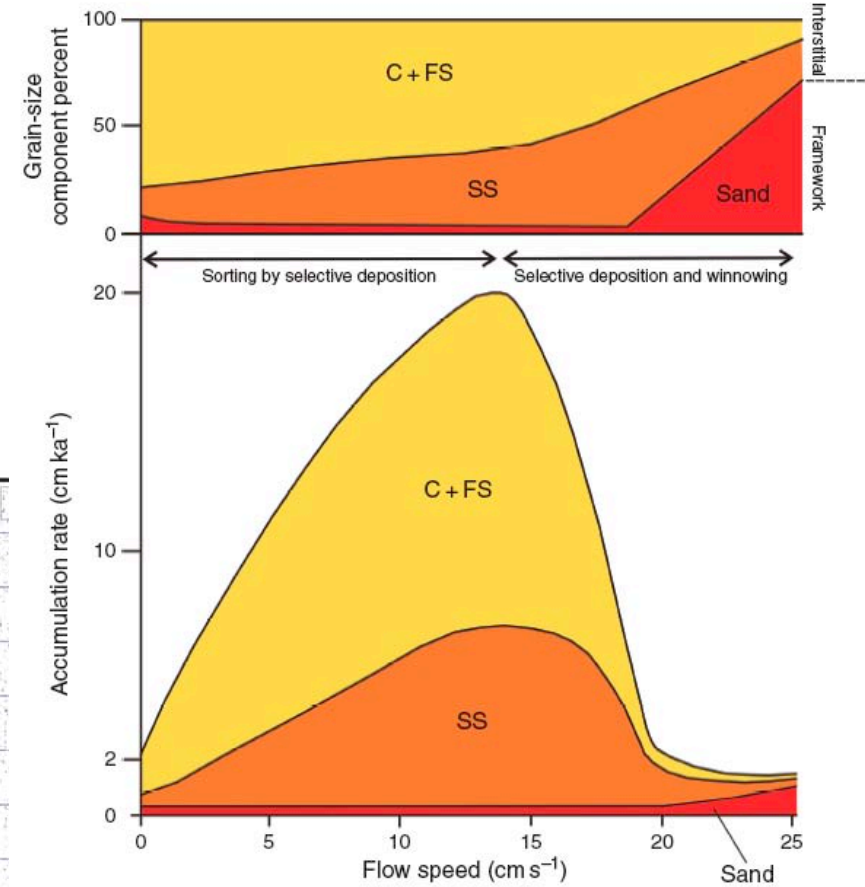 Grain-size
component percent
100
50
0
C + FS
SS
Sand
Interstitial
Framework
Sorting by selective deposition
Selective deposition and winnowing
Accumulation rate (cm ka⁻¹)
20
10
2
0
C + FS
SS
0 5 10 15 20 25
Flow speed (cm s⁻¹)
Sand